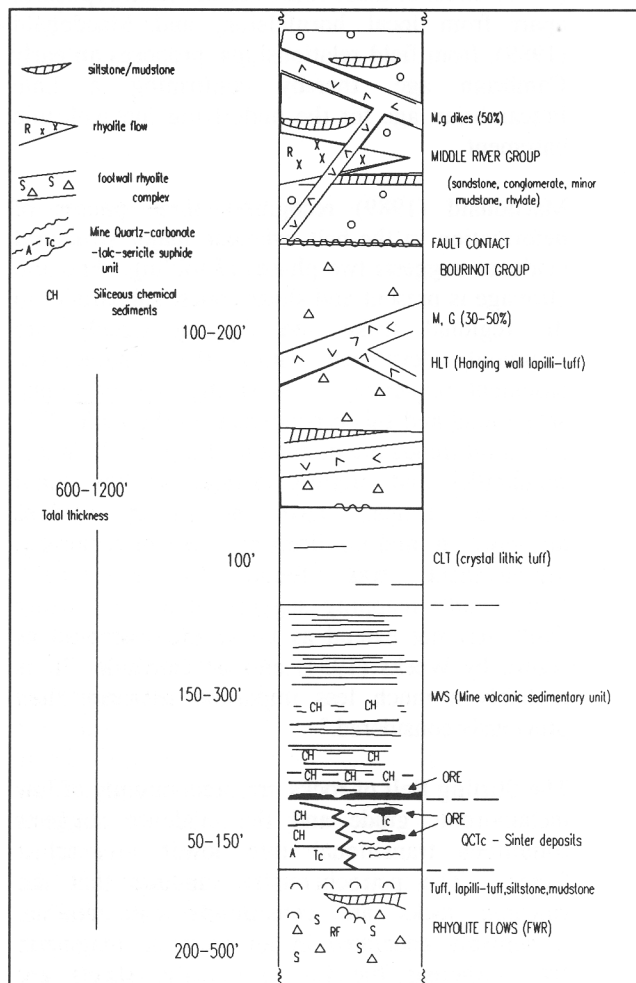 siltstone/mudstone
R x x
rhyolite flow
S S
footwall rhyolite
complex
A Tc
Mine Quartz-carbonate
-talc-sericite suphide
unit
CH
Siliceous chemical
sediments
600-1200'
Total thickness
100-200'
100'
150-300'
50-150'
200-500'
R x x x x
CH CH
CH CH
CH CH CH
CH
CH
A Tc
Tc
S
RF S
S S
M,g dikes (50%)
MIDDLE RIVER GROUP
(sandstone, conglomerate, minor
mudstone, rhylate)
FAULT CONTACT
BOURINOT GROUP
M, G (30-50%)
HLT (Hanging wall lapilli-tuff)
CLT (crystal lithic tuff)
MVS (Mine volcanic sedimentary unit)
ORE
ORE
QCTc - Sinter deposits
Tuff, lapilli-tuff,siltstone,mudstone
RHYOLITE FLOWS (FWR)